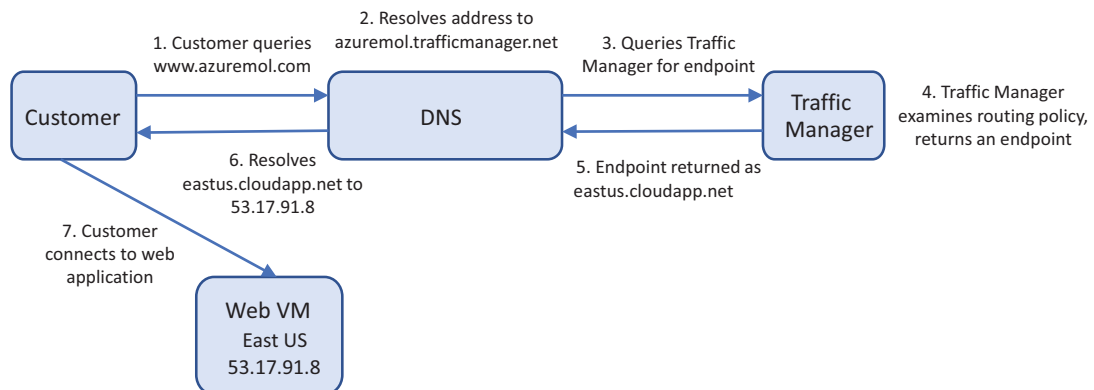 2. Resolves address to
azuremol.trafficmanager.net
1. Customer queries
www.azuremol.com
3. Queries Traffic
Manager for endpoint
Customer
DNS
Traffic
Manager
4. Traffic Manager
examines routing policy,
returns an endpoint
6. Resolves
eastus.cloudapp.net to
53.17.91.8
5. Endpoint returned as
eastus.cloudapp.net
7. Customer
connects to web
application
Web VM
East US
53.17.91.8